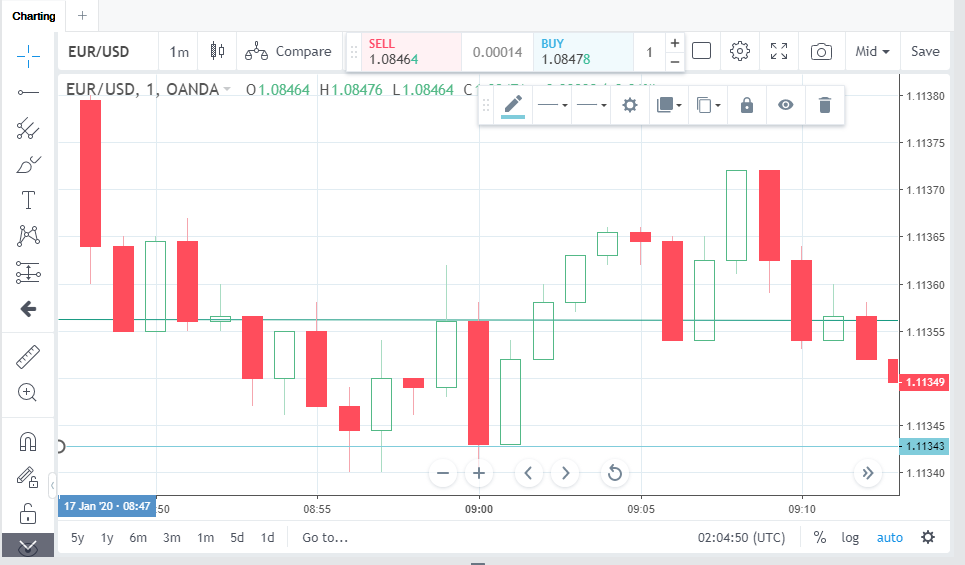 Charting +
EUR/USD 1m Compare SELL 1.08464 0.00014 BUY 1.08478 1 + − Mid Save
EUR/USD, 1, OANDA O1.08464 H1.08476 L1.08464 C
1.11380
1.11375
1.11370
1.11365
1.11360
1.11355
1.11349
1.11345
1.11343
1.11340
17 Jan '20 - 08:47 :50 08:55 09:00 09:05 09:10
5y 1y 6m 3m 1m 5d 1d Go to... 02:04:50 (UTC) % log auto